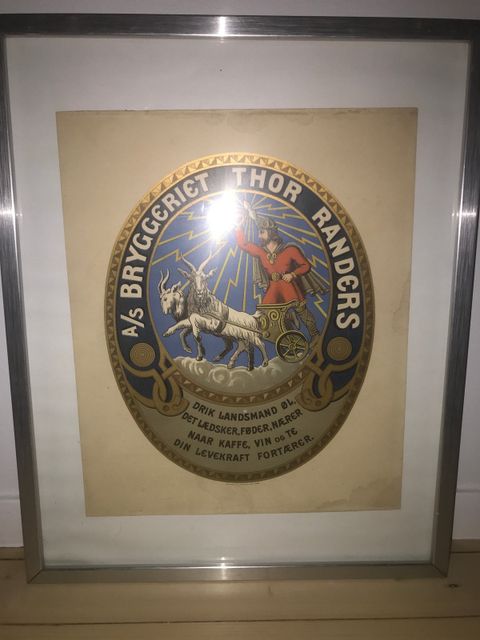 A/S BRYGGERIET THOR RANDERS
DRIK LANDSMAND ØL,
DET LÆDSKER, FØDER, NÆRER
NAAR KAFFE, VIN OG TE
DIN LEVEKRAFT FORTÆRER.